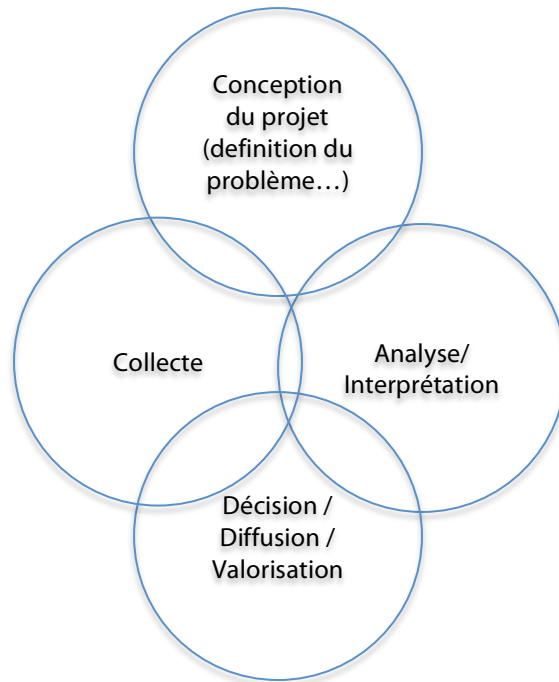 Conception
du projet
(definition du
problème…)
Collecte
Analyse/
Interprétation
Décision /
Diffusion /
Valorisation